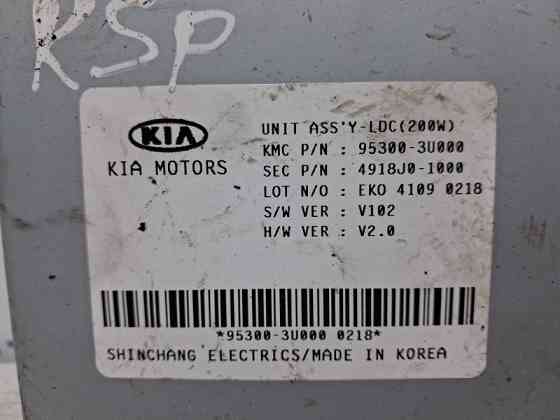 KSP
KIA
KIA MOTORS
UNIT ASS'Y-LDC(200W)
KMC P/N : 95300-3U000
SEC P/N : 4918J0-1000
LOT N/O : EKO 4109 0218
S/W VER : V102
H/W VER : V2.0
*95300-3U000 0218*
SHINCHANG ELECTRICS/MADE IN KOREA